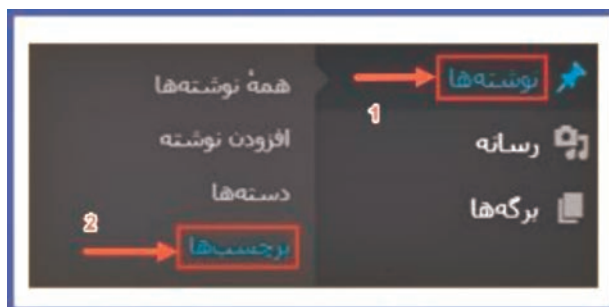 نوشته‌ها
1
رسانه
برگه‌ها
همهٔ نوشته‌ها
افزودن نوشته
دسته‌ها
2
برچسب‌ها